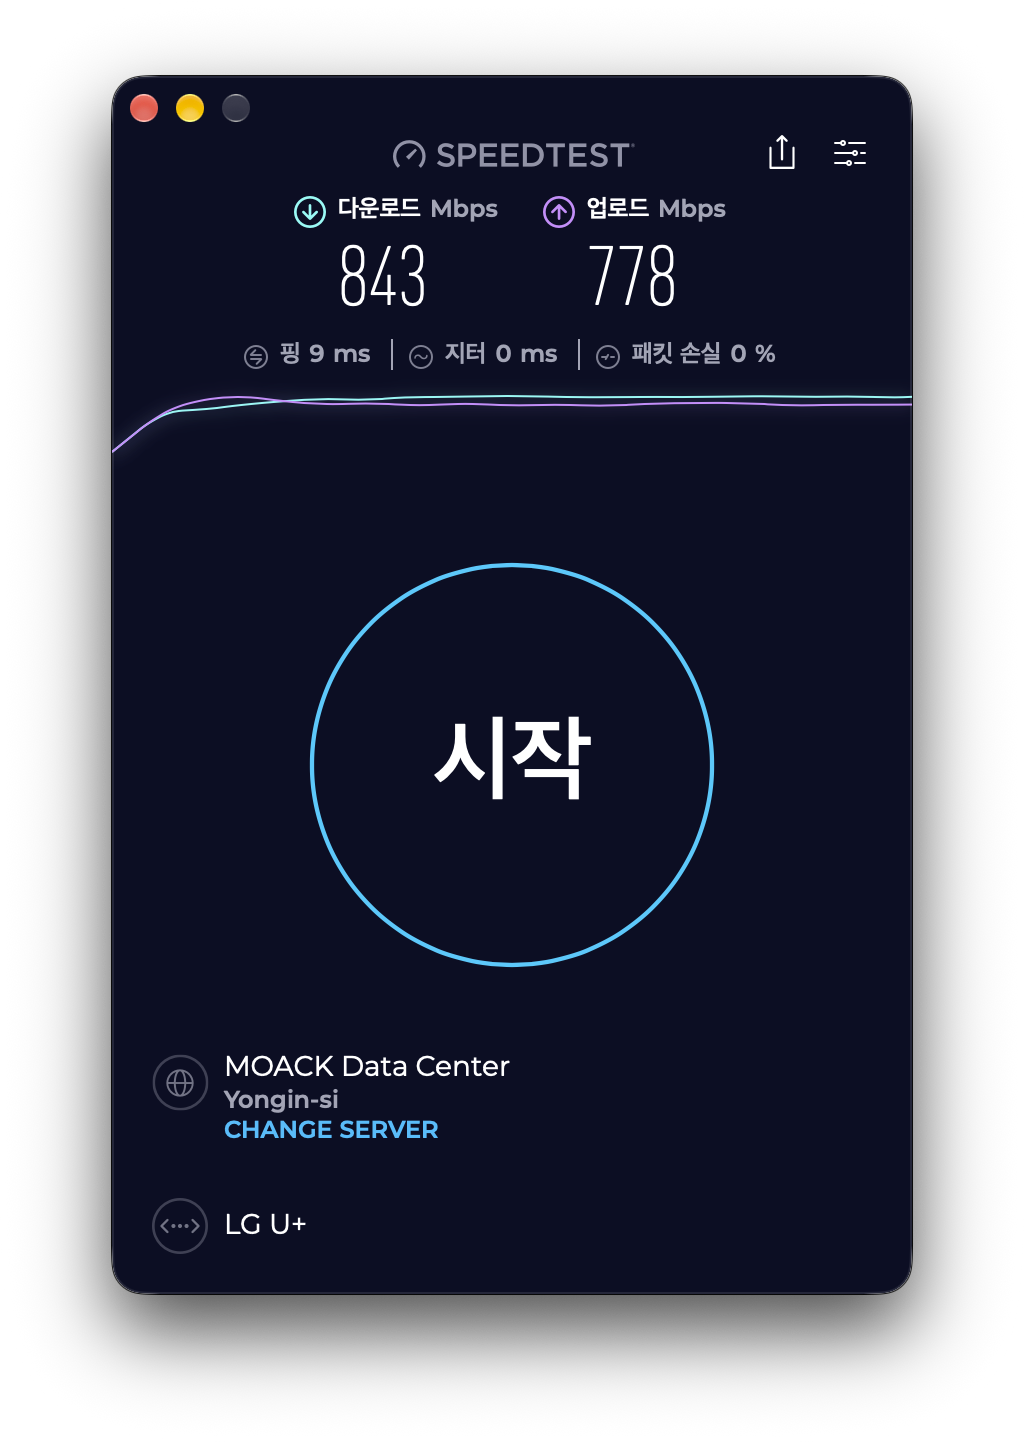 SPEEDTEST
다운로드 Mbps 업로드 Mbps
843 778
핑 9 ms 지터 0 ms 패킷 손실 0 %
시작
MOACK Data Center
Yongin-si
CHANGE SERVER
LG U+